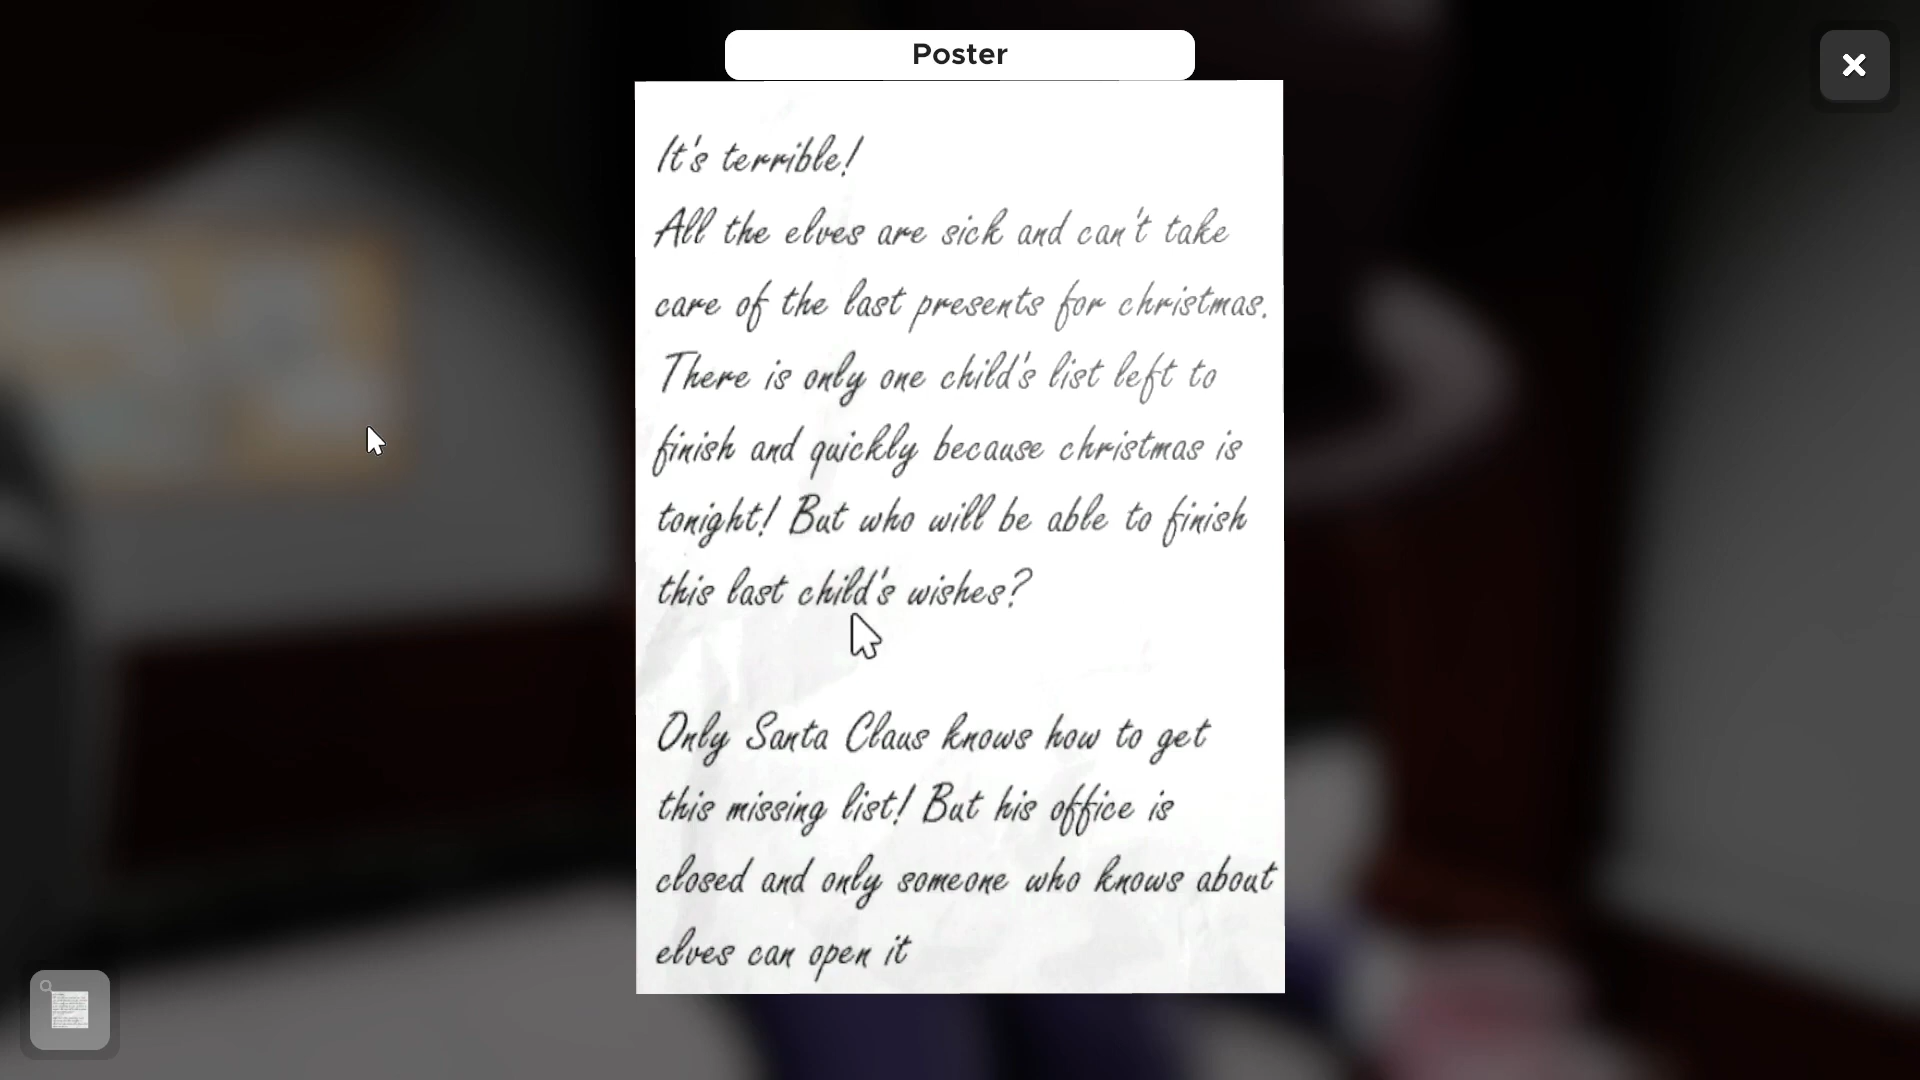 Poster
It's terrible!
All the elves are sick and can't take
care of the last presents for christmas.
There is only one child's list left to
finish and quickly because christmas is
tonight! But who will be able to finish
this last child's wishes?
Only Santa Claus knows how to get
this missing list! But his office is
closed and only someone who knows about
elves can open it